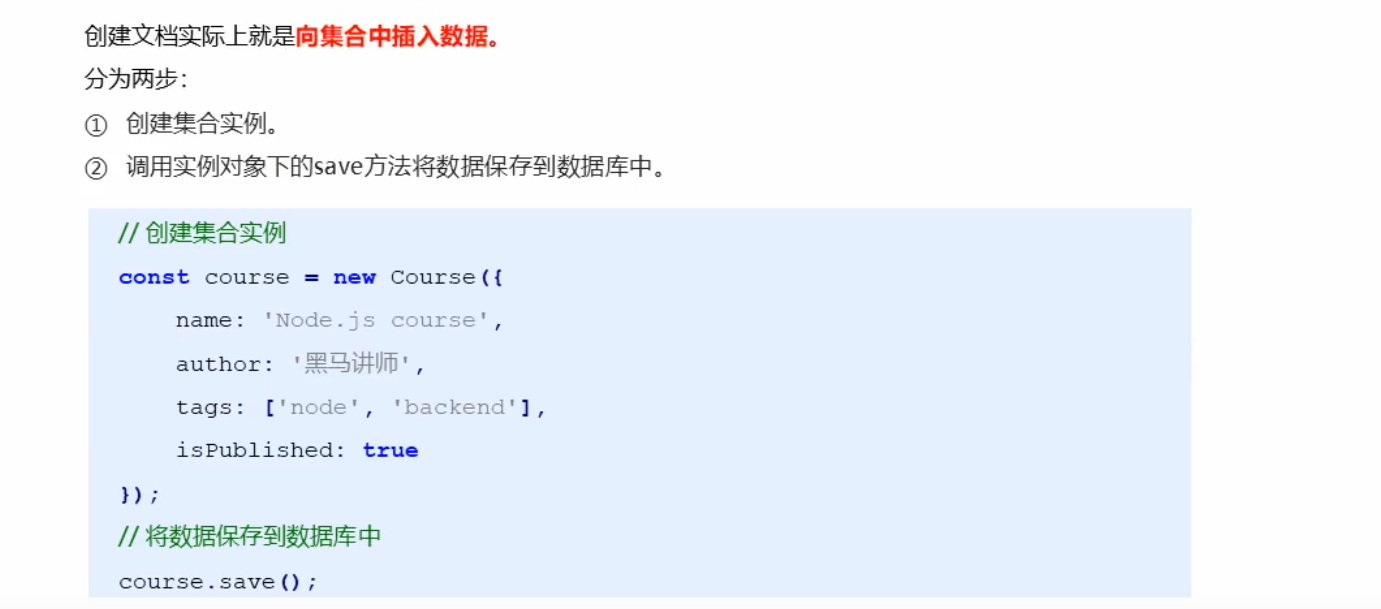 创建文档实际上就是向集合中插入数据。
分为两步：
① 创建集合实例。
② 调用实例对象下的save方法将数据保存到数据库中。
// 创建集合实例
const course = new Course({
    name: 'Node.js course',
    author: '黑马讲师',
    tags: ['node', 'backend'],
    isPublished: true
});
// 将数据保存到数据库中
course.save();